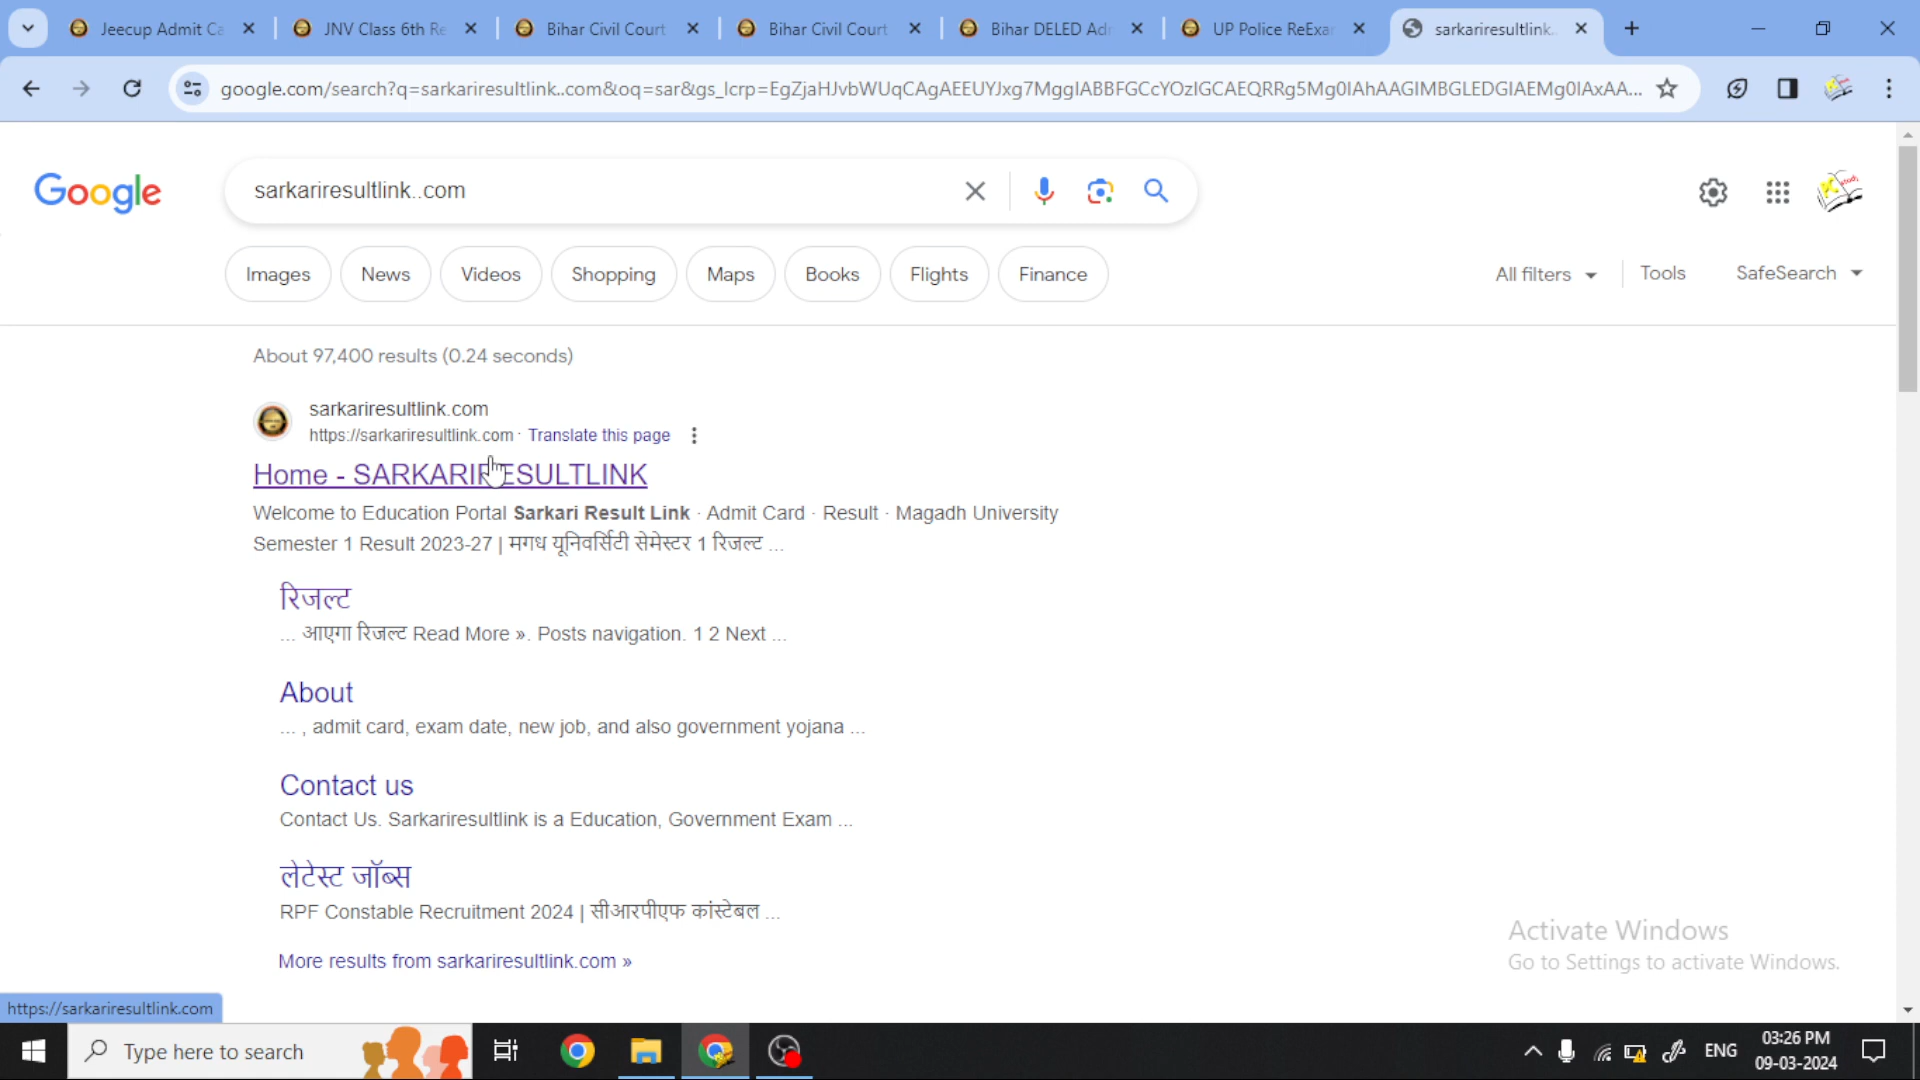 Jeecup Admit Ca
JNV Class 6th Re
Bihar Civil Court
Bihar Civil Court
Bihar DELED Adm
UP Police ReExam
sarkariresultlink..
google.com/search?q=sarkariresultlink..com&oq=sar&gs_lcrp=EgZjaHJvbWUqCAgAEEUYJxg7MggIABBFGCcYOzIGCAEQRRg5Mg0IAhAAGIMBGLEDGIAEMg0IAxAA...
Google
sarkariresultlink..com
Images
News
Videos
Shopping
Maps
Books
Flights
Finance
All filters
Tools
SafeSearch
About 97,400 results (0.24 seconds)
sarkariresultlink.com
https://sarkariresultlink.com · Translate this page
Home - SARKARIRESULTLINK
Welcome to Education Portal Sarkari Result Link · Admit Card · Result · Magadh University
Semester 1 Result 2023-27 | मगध यूनिवर्सिटी सेमेस्टर 1 रिजल्ट ...
रिजल्ट
... आएगा रिजल्ट Read More ». Posts navigation. 1 2 Next ...
About
... , admit card, exam date, new job, and also government yojana ...
Contact us
Contact Us. Sarkariresultlink is a Education, Government Exam ...
लेटेस्ट जॉब्स
RPF Constable Recruitment 2024 | सीआरपीएफ कांस्टेबल ...
More results from sarkariresultlink.com »
Activate Windows
Go to Settings to activate Windows.
https://sarkariresultlink.com
Type here to search
ENG
03:26 PM
09-03-2024